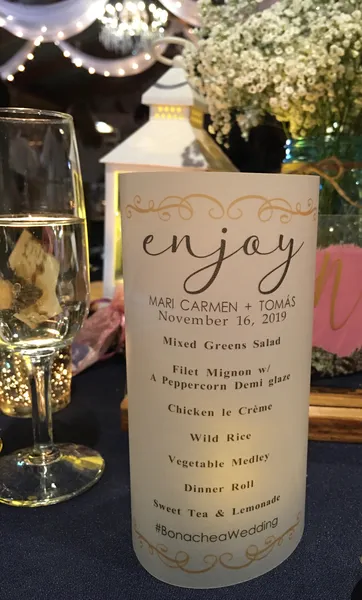 enjoy
MARI CARMEN + TOMÁS
November 16, 2019
Mixed Greens Salad
Filet Mignon w/
A Peppercorn Demi glaze
Chicken le Crème
Wild Rice
Vegetable Medley
Dinner Roll
Sweet Tea & Lemonade
#BonacheaWedding